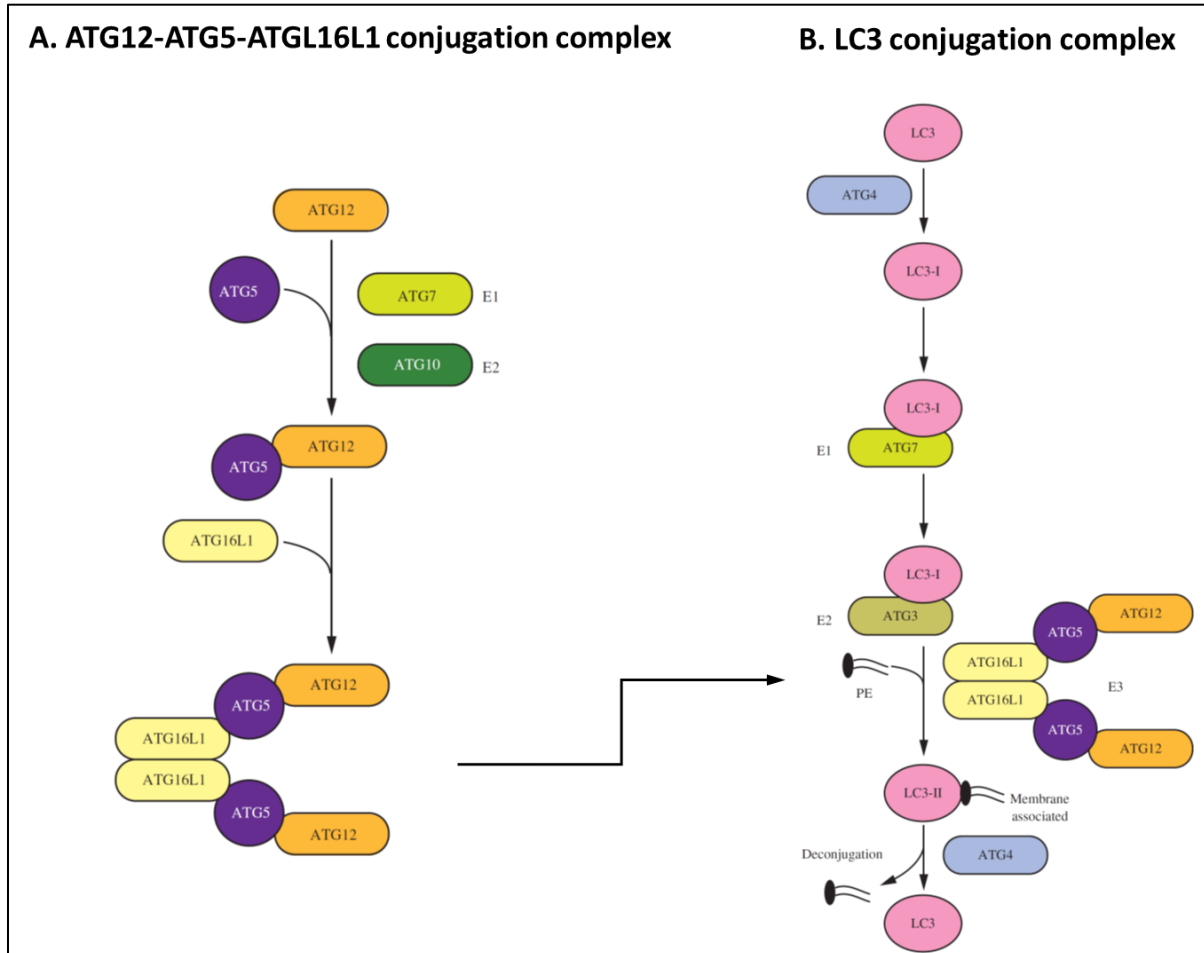 A. ATG12-ATG5-ATGL16L1 conjugation complex
ATG12
ATG5
ATG7 E1
ATG10 E2
ATG12
ATG5
ATG16L1
ATG12
ATG5
ATG16L1
ATG16L1
ATG5
ATG12
B. LC3 conjugation complex
LC3
ATG4
LC3-I
LC3-I
E1 ATG7
LC3-I
E2 ATG3
ATG12
ATG5
ATG16L1
E3
ATG16L1
ATG5
ATG12
PE
LC3-II
Membrane
associated
Deconjugation
ATG4
LC3